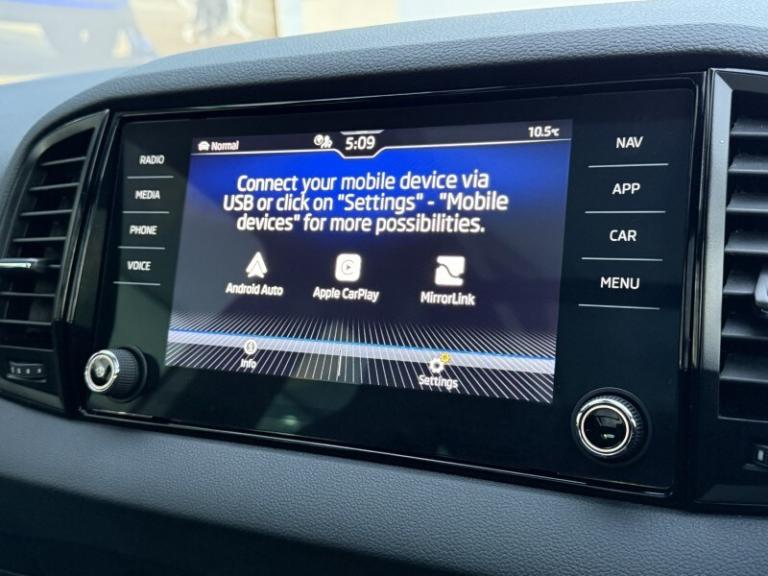 RADIO
MEDIA
PHONE
VOICE
Normal
5:09
10.5°C
Connect your mobile device via
USB or click on "Settings" - "Mobile
devices" for more possibilities.
Android Auto
Apple CarPlay
MirrorLink
Info
Settings
NAV
APP
CAR
MENU